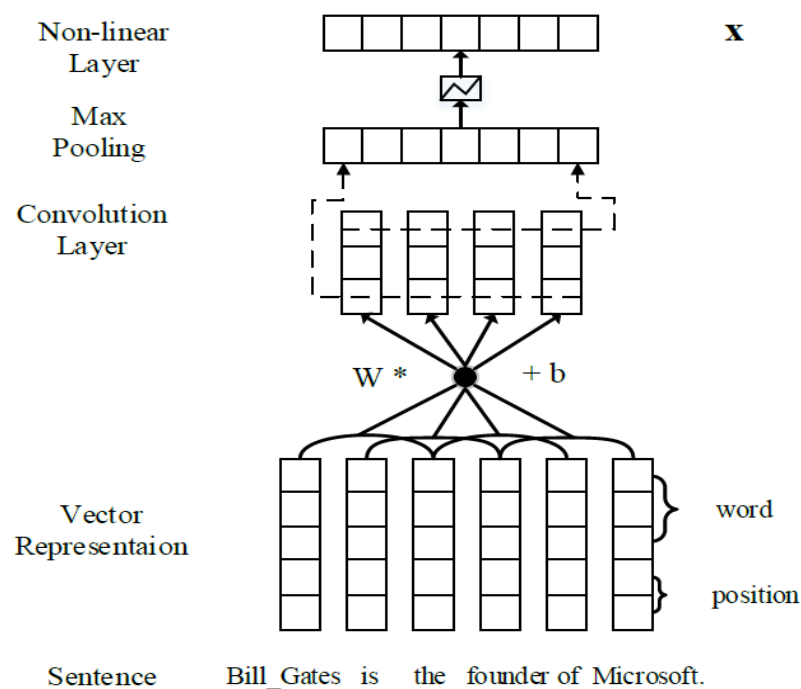 Non-linear
Layer
x
Max
Pooling
Convolution
Layer
W *
+ b
Vector
Representaion
word
position
Sentence
Bill_Gates is the founder of Microsoft.